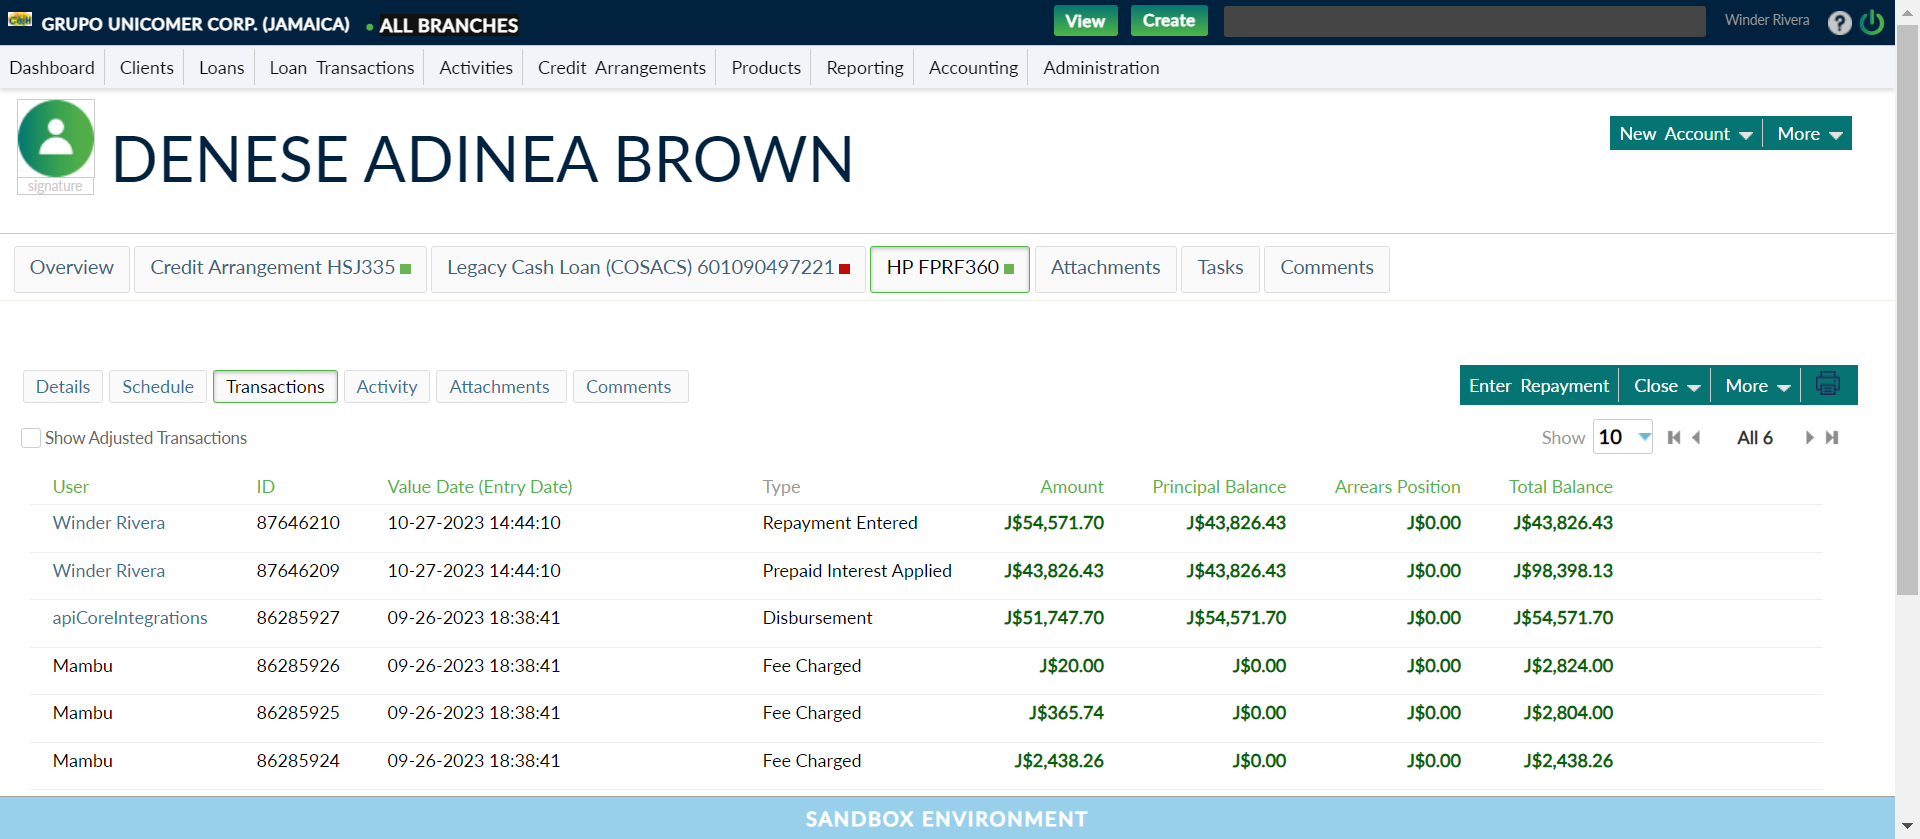 Cash GRUPO UNICOMER CORP. (JAMAICA) • ALL BRANCHES View Create Winder Rivera ?
Dashboard Clients Loans Loan Transactions Activities Credit Arrangements Products Reporting Accounting Administration
DENESE ADINEA BROWN
signature
New Account More
Overview Credit Arrangement HSJ335 Legacy Cash Loan (COSACS) 601090497221 HP FPRF360 Attachments Tasks Comments
Details Schedule Transactions Activity Attachments Comments Enter Repayment Close More
Show Adjusted Transactions Show 10 All 6
User ID Value Date (Entry Date) Type Amount Principal Balance Arrears Position Total Balance
Winder Rivera 87646210 10-27-2023 14:44:10 Repayment Entered J$54,571.70 J$43,826.43 J$0.00 J$43,826.43
Winder Rivera 87646209 10-27-2023 14:44:10 Prepaid Interest Applied J$43,826.43 J$43,826.43 J$0.00 J$98,398.13
apiCoreIntegrations 86285927 09-26-2023 18:38:41 Disbursement J$51,747.70 J$54,571.70 J$0.00 J$54,571.70
Mambu 86285926 09-26-2023 18:38:41 Fee Charged J$20.00 J$0.00 J$0.00 J$2,824.00
Mambu 86285925 09-26-2023 18:38:41 Fee Charged J$365.74 J$0.00 J$0.00 J$2,804.00
Mambu 86285924 09-26-2023 18:38:41 Fee Charged J$2,438.26 J$0.00 J$0.00 J$2,438.26
SANDBOX ENVIRONMENT